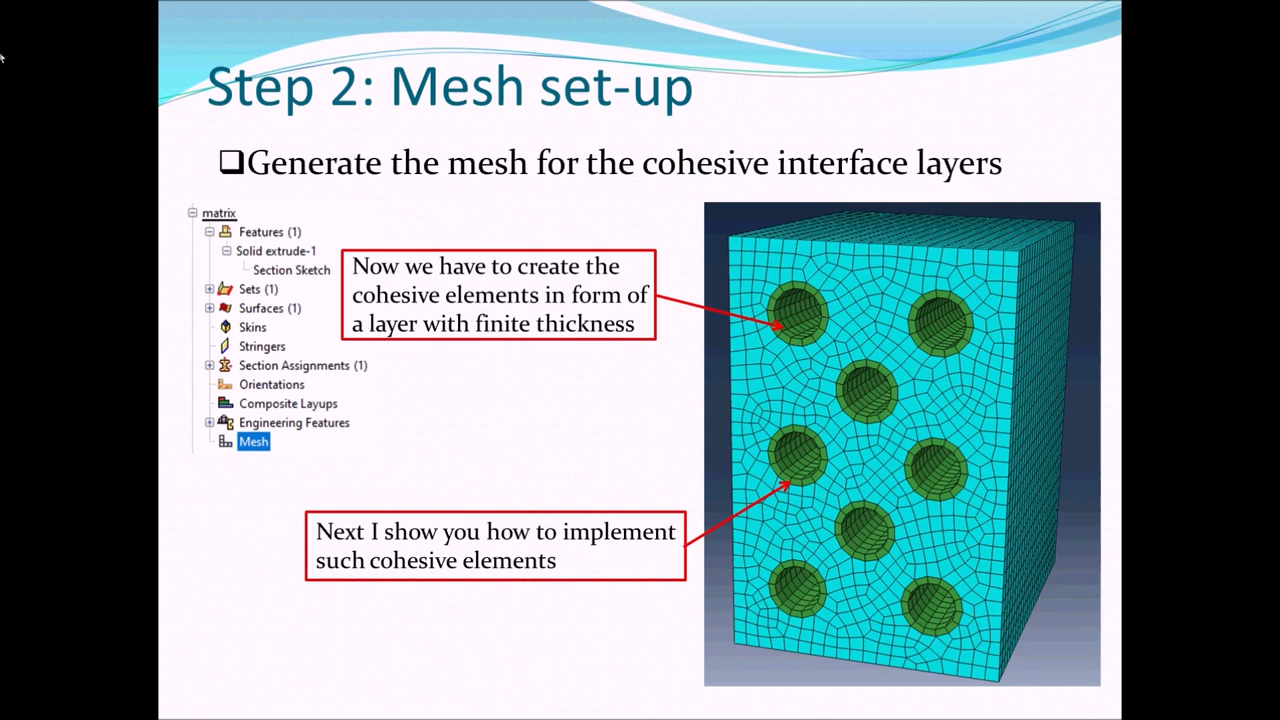 Step 2: Mesh set-up
Generate the mesh for the cohesive interface layers
matrix
Features (1)
Solid extrude-1
Section Sketch
Sets (1)
Surfaces (1)
Skins
Stringers
Section Assignments (1)
Orientations
Composite Layups
Engineering Features
Mesh
Now we have to create the
cohesive elements in form of
a layer with finite thickness
Next I show you how to implement
such cohesive elements